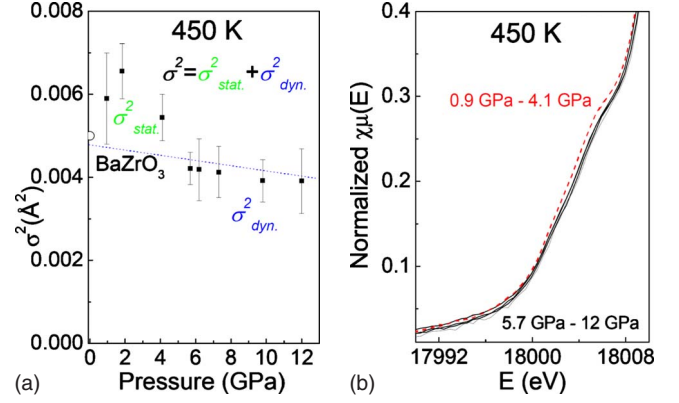 450 K
0.008
0.006
0.004
0.002
0.000
σ²(Å²)
σ²=σ²stat.+σ²dyn.
σ²stat.
BaZrO₃
σ²dyn.
0 2 4 6 8 10 12
(a) Pressure (GPa)
450 K
0.4
0.3
0.2
0.1
Normalized χμ(E)
0.9 GPa - 4.1 GPa
5.7 GPa - 12 GPa
17992 18000 18008
(b) E (eV)